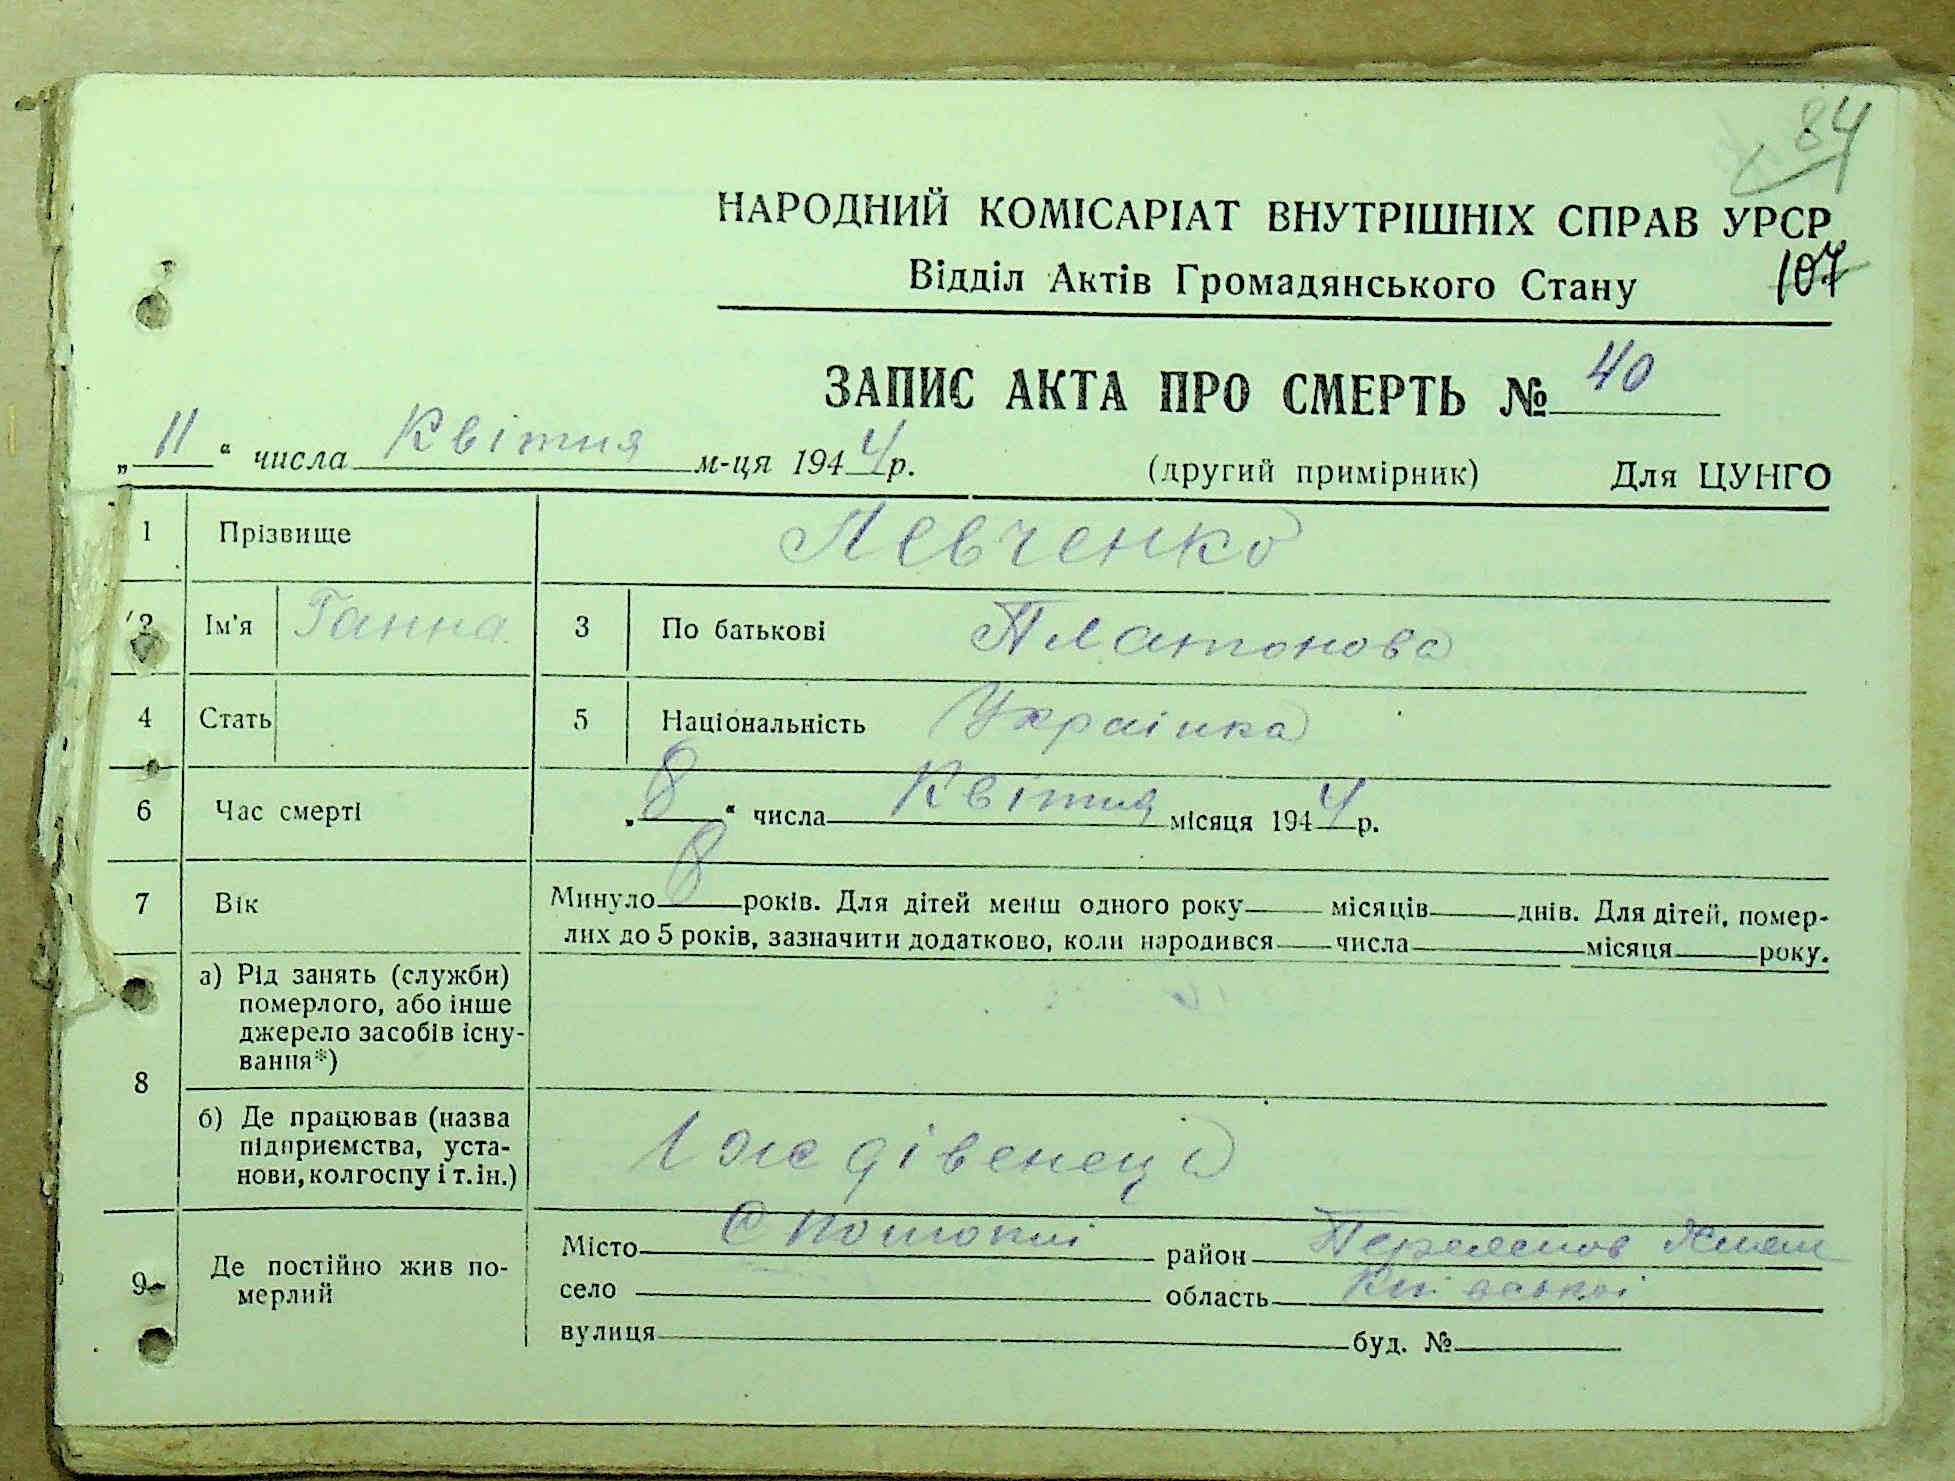 84
НАРОДНИЙ КОМІСАРІАТ ВНУТРІШНІХ СПРАВ УРСР
Відділ Актів Громадянського Стану 107
ЗАПИС АКТА ПРО СМЕРТЬ № 40
„11“ числа Квітня м-ця 1944 р. (другий примірник) Для ЦУНГО
1 Прізвище Левченко
2 Ім'я Ганна 3 По батькові Платонова
4 Стать 5 Національність Українка
6 Час смерті „8“ числа Квітня місяця 1944 р.
7 Вік Минуло 8 років. Для дітей менш одного року місяців днів. Для дітей, помер-
лих до 5 років, зазначити додатково, коли народився числа місяця року.
8 а) Рід занять (служби)
померлого, або інше
джерело засобів існу-
вання*)
б) Де працював (назва
підприємства, уста-
нови, колгоспу і т.ін.)
Іждівенець
9 Де постійно жив по-
мерлий
Місто район
село область Київської
вулиця буд. №